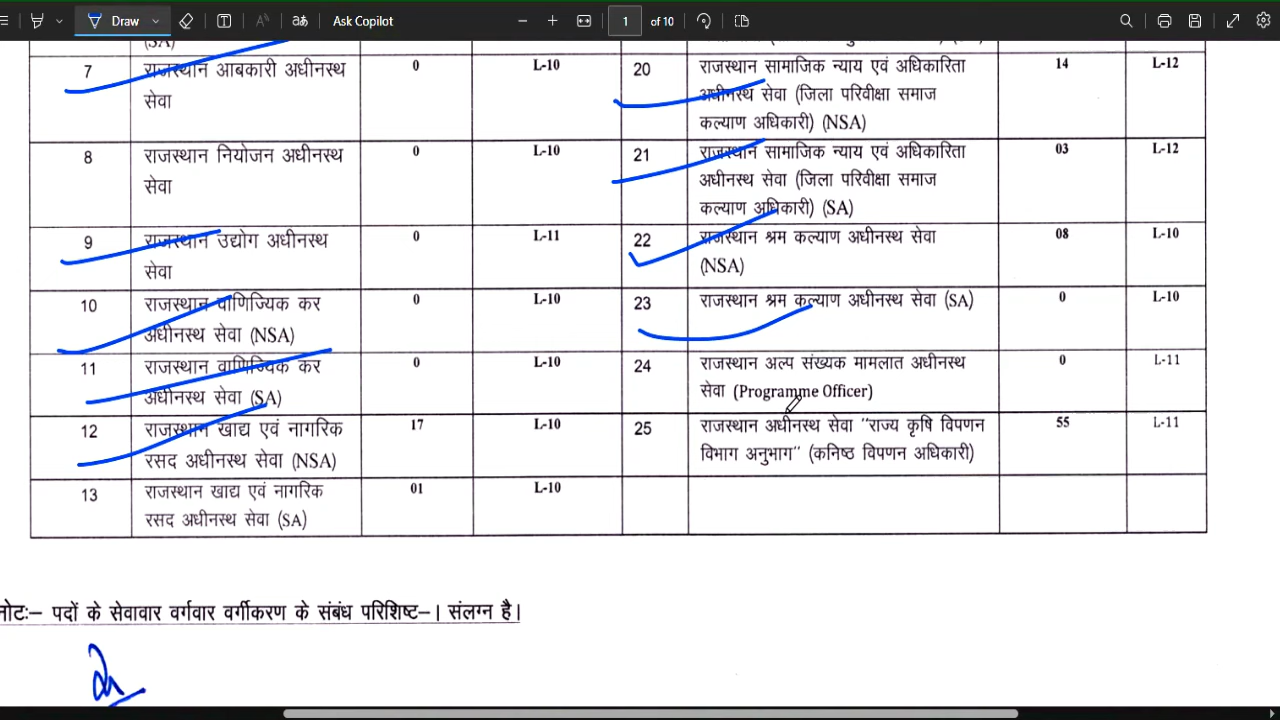 Draw
Ask Copilot
1 of 10
(SA)
7 राजस्थान आबकारी अधीनस्थ सेवा 0 L-10
20 राजस्थान सामाजिक न्याय एवं अधिकारिता अधीनस्थ सेवा (जिला परिवीक्षा समाज कल्याण अधिकारी) (NSA) 14 L-12
8 राजस्थान नियोजन अधीनस्थ सेवा 0 L-10
21 राजस्थान सामाजिक न्याय एवं अधिकारिता अधीनस्थ सेवा (जिला परिवीक्षा समाज कल्याण अधिकारी) (SA) 03 L-12
9 राजस्थान उद्योग अधीनस्थ सेवा 0 L-11
22 राजस्थान श्रम कल्याण अधीनस्थ सेवा (NSA) 08 L-10
10 राजस्थान वाणिज्यिक कर अधीनस्थ सेवा (NSA) 0 L-10
23 राजस्थान श्रम कल्याण अधीनस्थ सेवा (SA) 0 L-10
11 राजस्थान वाणिज्यिक कर अधीनस्थ सेवा (SA) 0 L-10
24 राजस्थान अल्प संख्यक मामलात अधीनस्थ सेवा (Programme Officer) 0 L-11
12 राजस्थान खाद्य एवं नागरिक रसद अधीनस्थ सेवा (NSA) 17 L-10
25 राजस्थान अधीनस्थ सेवा "राज्य कृषि विपणन विभाग अनुभाग" (कनिष्ठ विपणन अधिकारी) 55 L-11
13 राजस्थान खाद्य एवं नागरिक रसद अधीनस्थ सेवा (SA) 01 L-10
नोटः– पदों के सेवावार वर्गवार वर्गीकरण के संबंध परिशिष्ट–। संलग्न है।